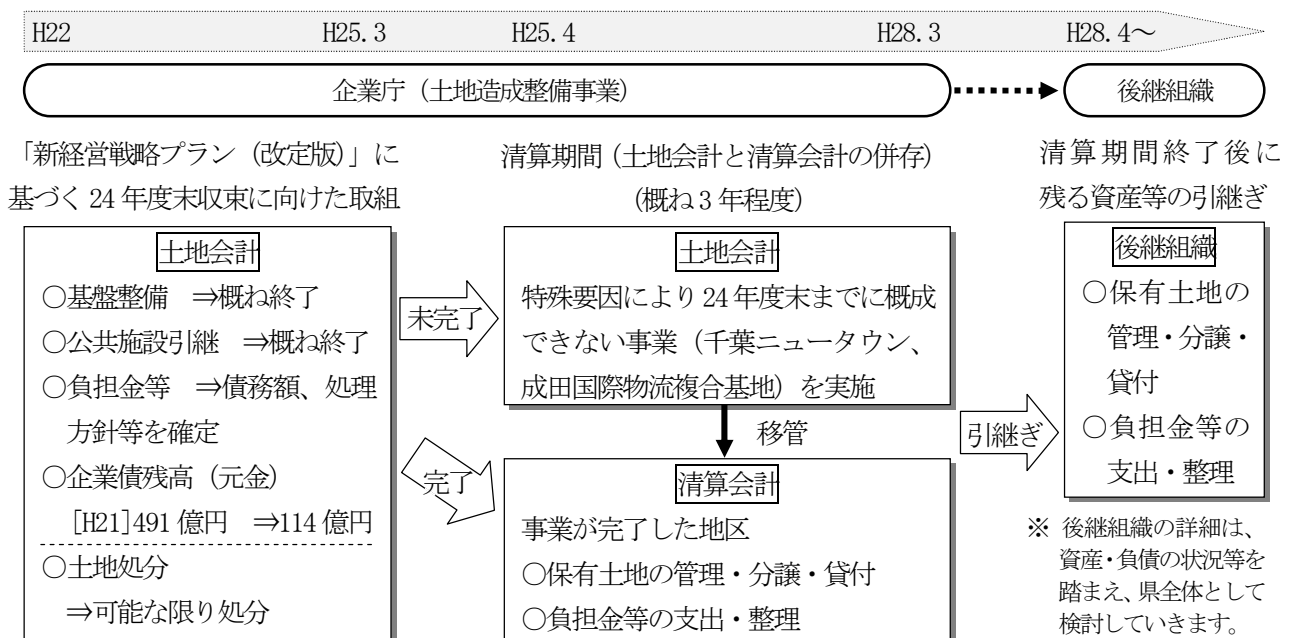 H22 H25.3 H25.4 H28.3 H28.4～
企業庁（土地造成整備事業）
後継組織
「新経営戦略プラン（改定版）」に
基づく24年度末収束に向けた取組
清算期間（土地会計と清算会計の併存）
（概ね3年程度）
清算期間終了後に
残る資産等の引継ぎ
土地会計
○基盤整備　⇒概ね終了
○公共施設引継　⇒概ね終了
○負担金等　⇒債務額、処理
方針等を確定
○企業債残高（元金）
[H21]491億円　⇒114億円
○土地処分
⇒可能な限り処分
未完了
完了
土地会計
特殊要因により24年度末までに概成
できない事業（千葉ニュータウン、
成田国際物流複合基地）を実施
移管
清算会計
事業が完了した地区
○保有土地の管理・分譲・貸付
○負担金等の支出・整理
引継ぎ
後継組織
○保有土地の
管理・分譲・
貸付
○負担金等の
支出・整理
※ 後継組織の詳細は、
資産・負債の状況等を
踏まえ、県全体として
検討していきます。